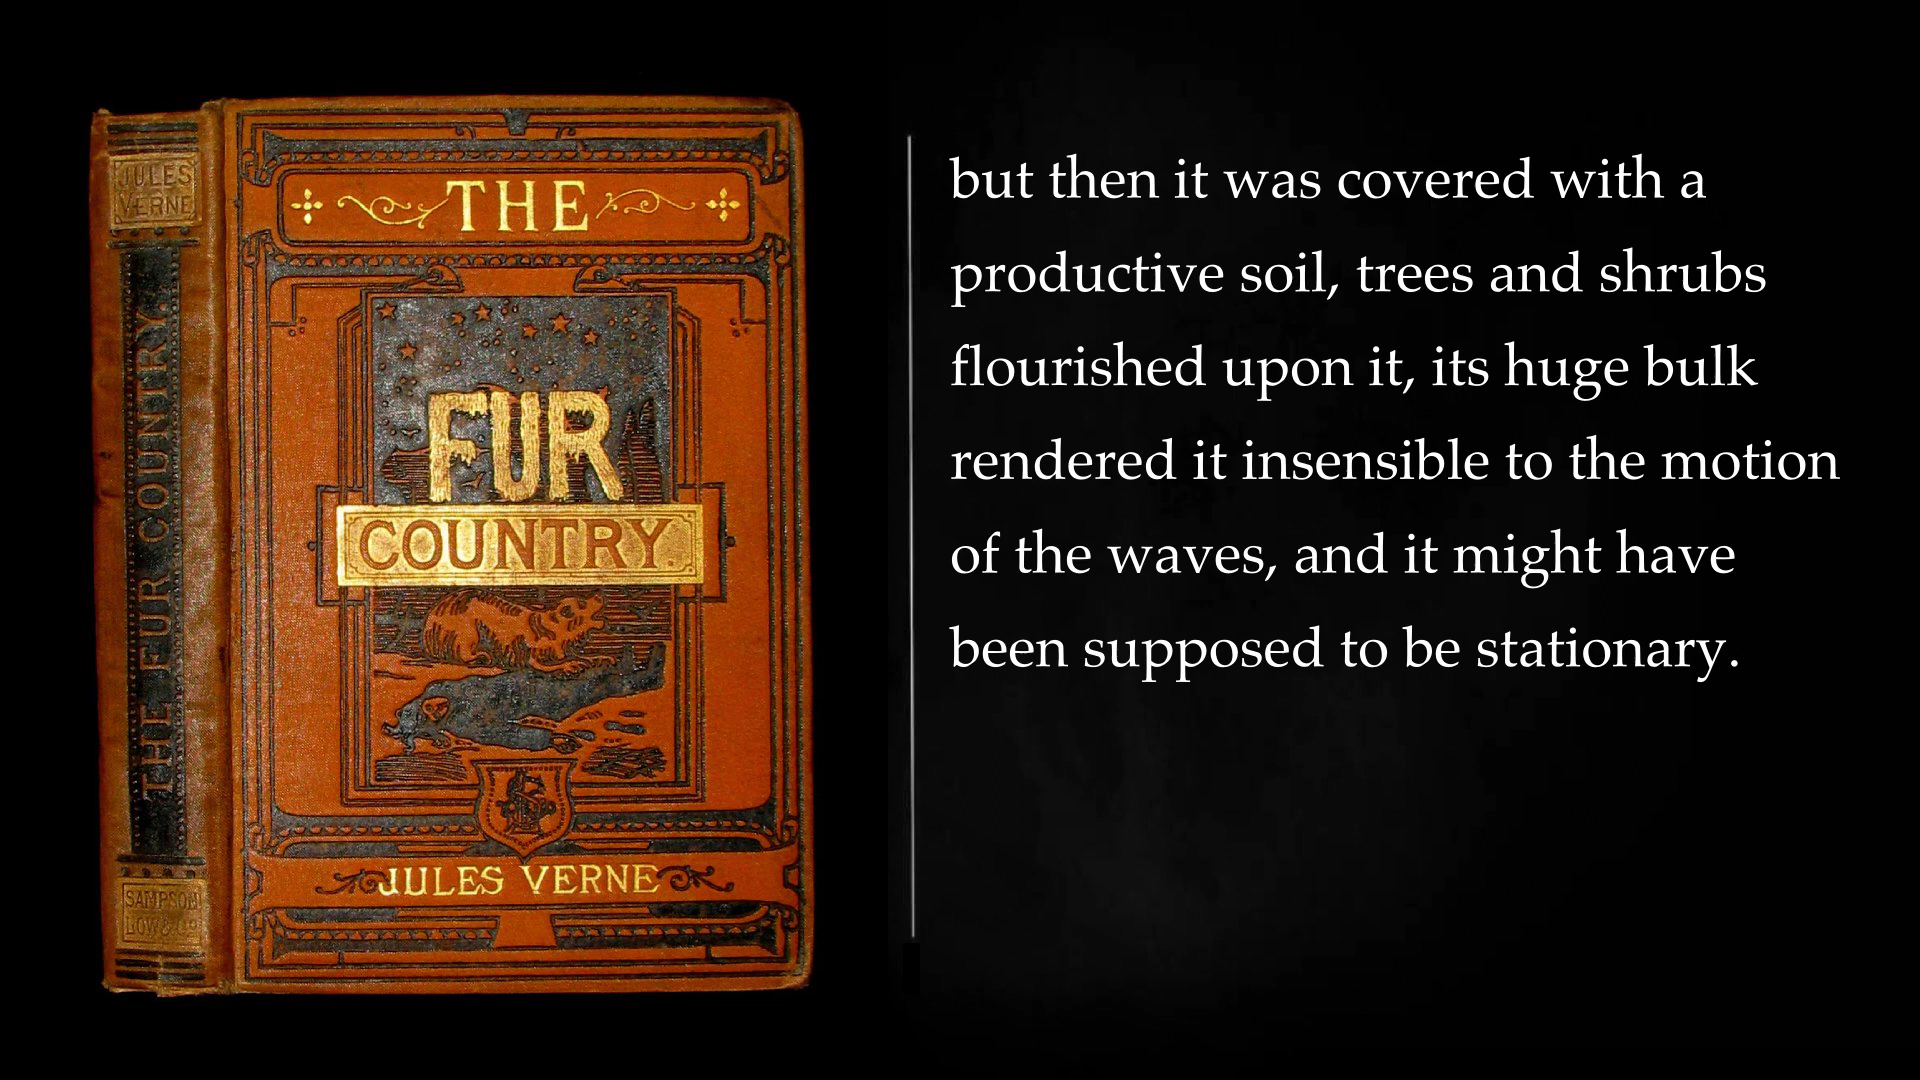 JULES
VERNE
THE FUR COUNTRY.
SAMPSON
LOW & Co
THE
FUR
COUNTRY.
JULES VERNE
but then it was covered with a
productive soil, trees and shrubs
flourished upon it, its huge bulk
rendered it insensible to the motion
of the waves, and it might have
been supposed to be stationary.